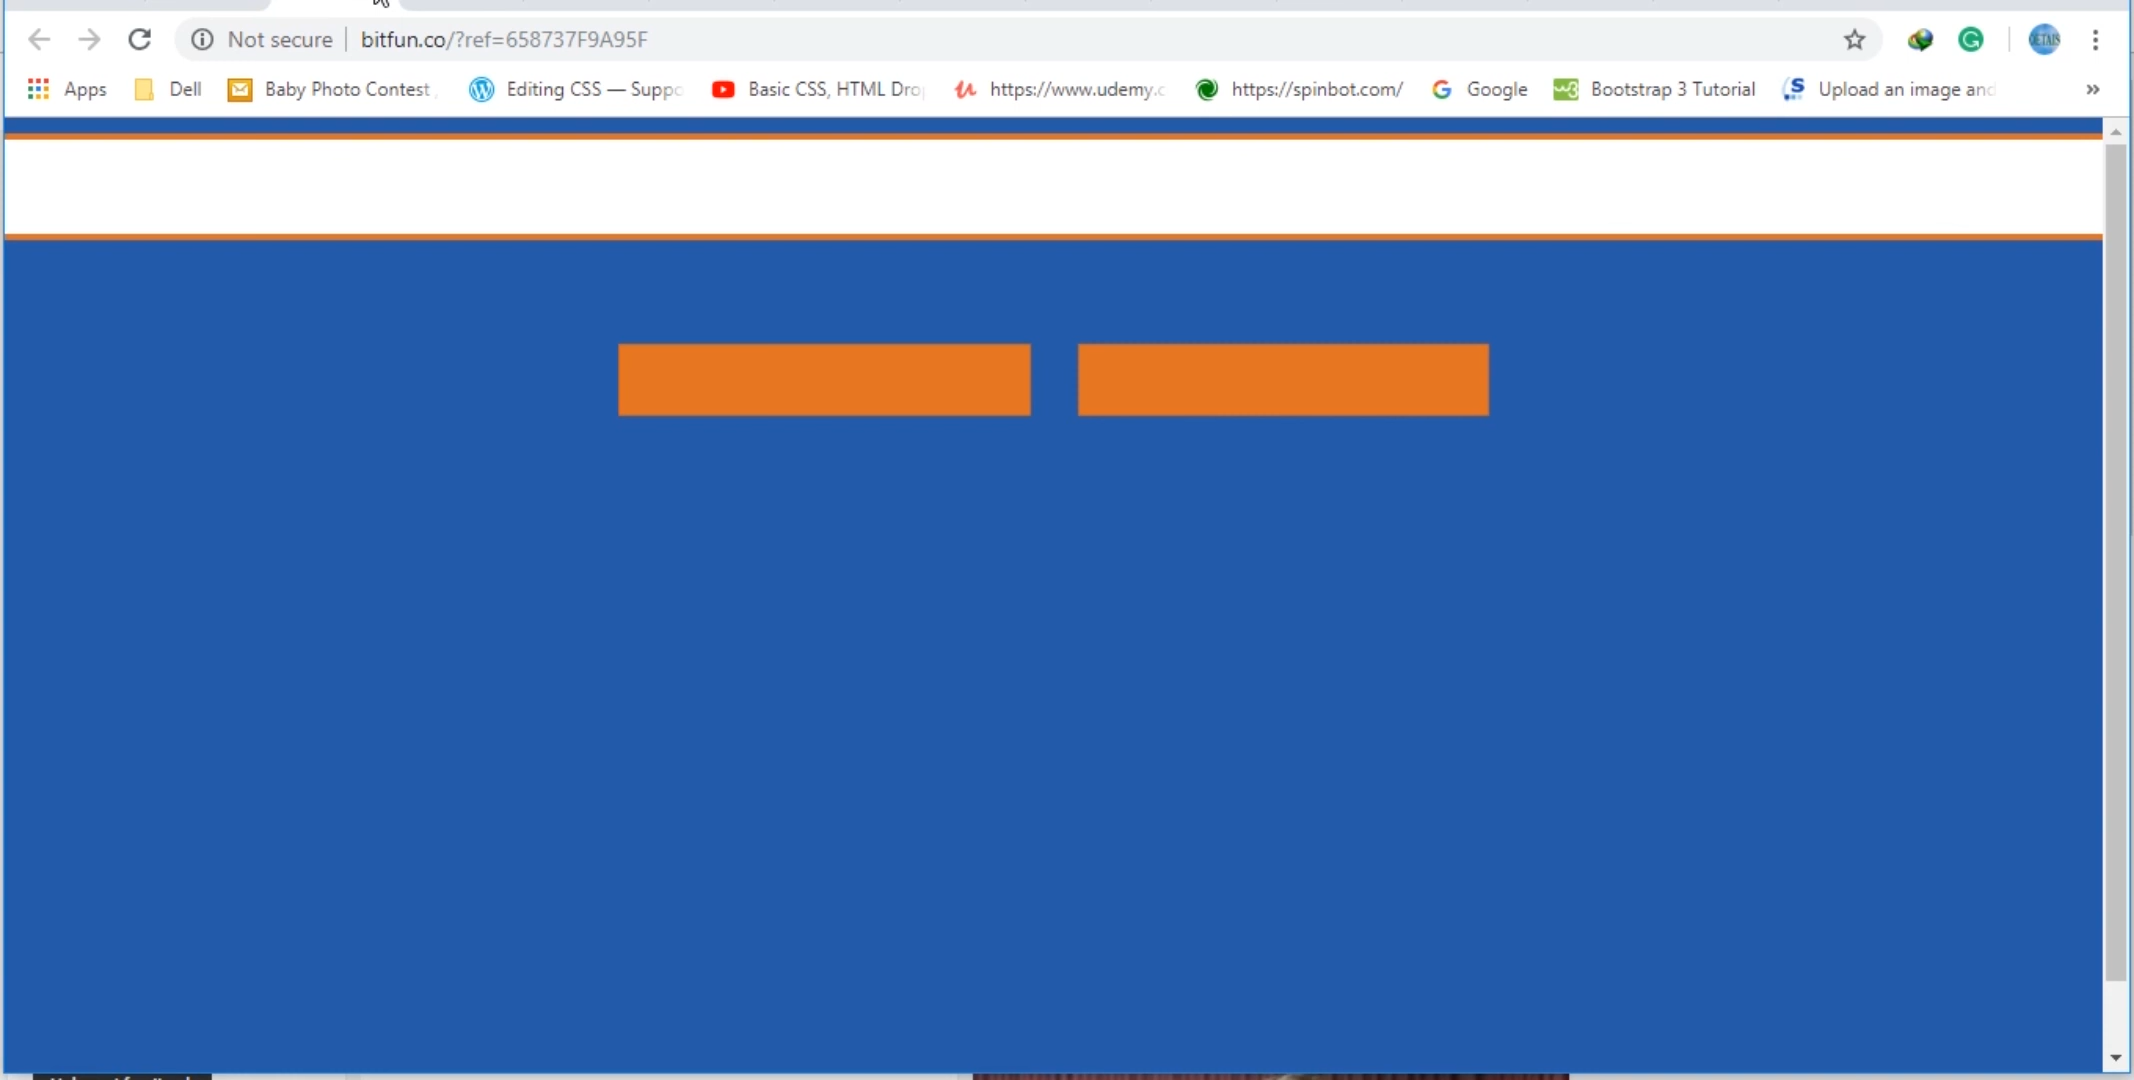 Not secure bitfun.co/?ref=658737F9A95F
Apps Dell Baby Photo Contest Editing CSS — Suppo Basic CSS, HTML Dro https://www.udemy.c https://spinbot.com/ Google Bootstrap 3 Tutorial Upload an image and »